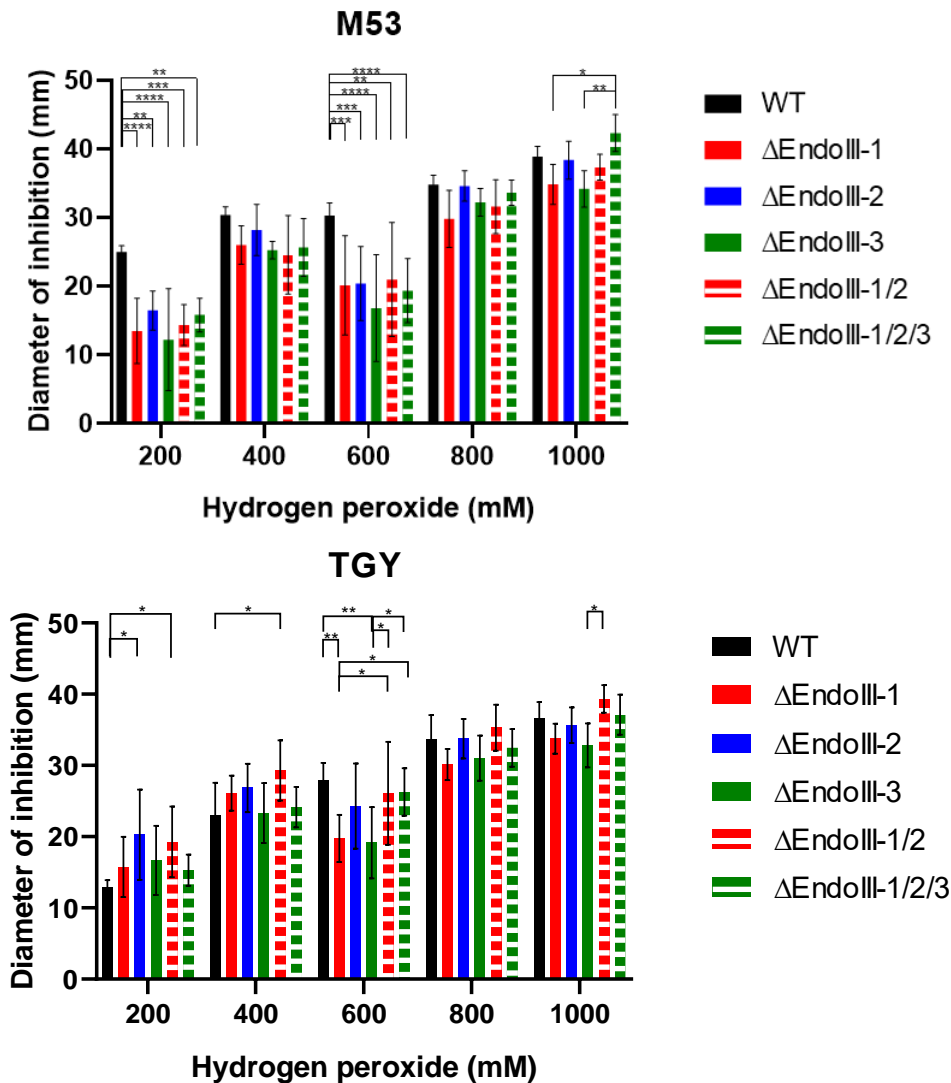 M53
Diameter of inhibition (mm)
50
40
30
20
10
0
**
***
****
**
****
****
**
****
***
***
*
**
200 400 600 800 1000
Hydrogen peroxide (mM)
WT
ΔEndoIII-1
ΔEndoIII-2
ΔEndoIII-3
ΔEndoIII-1/2
ΔEndoIII-1/2/3
TGY
Diameter of inhibition (mm)
50
40
30
20
10
0
*
*
*
**
*
*
**
*
*
*
200 400 600 800 1000
Hydrogen peroxide (mM)
WT
ΔEndoIII-1
ΔEndoIII-2
ΔEndoIII-3
ΔEndoIII-1/2
ΔEndoIII-1/2/3